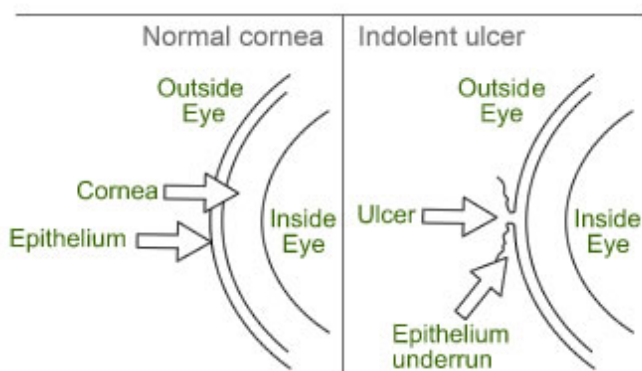 Normal cornea
Outside
Eye
Cornea
Epithelium
Inside
Eye
Indolent ulcer
Outside
Eye
Ulcer
Inside
Eye
Epithelium
underrun